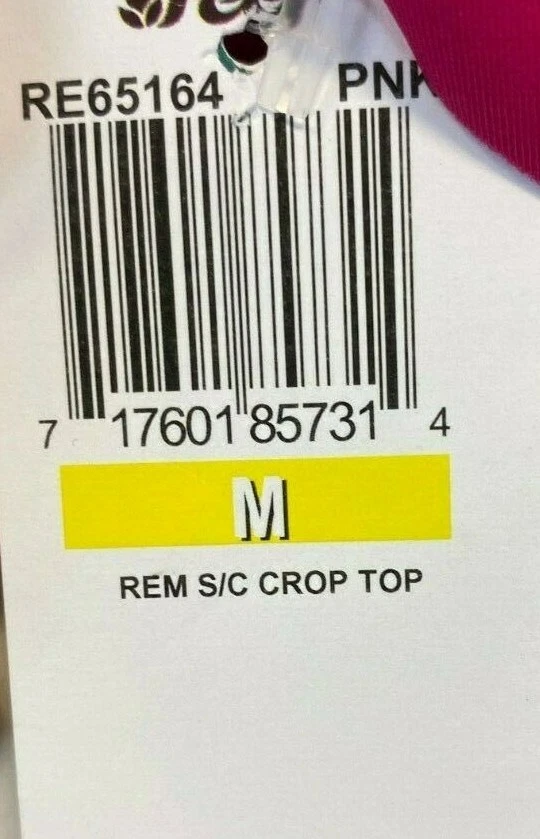 RE65164 PNK
7 17601 85731 4
M
REM S/C CROP TOP